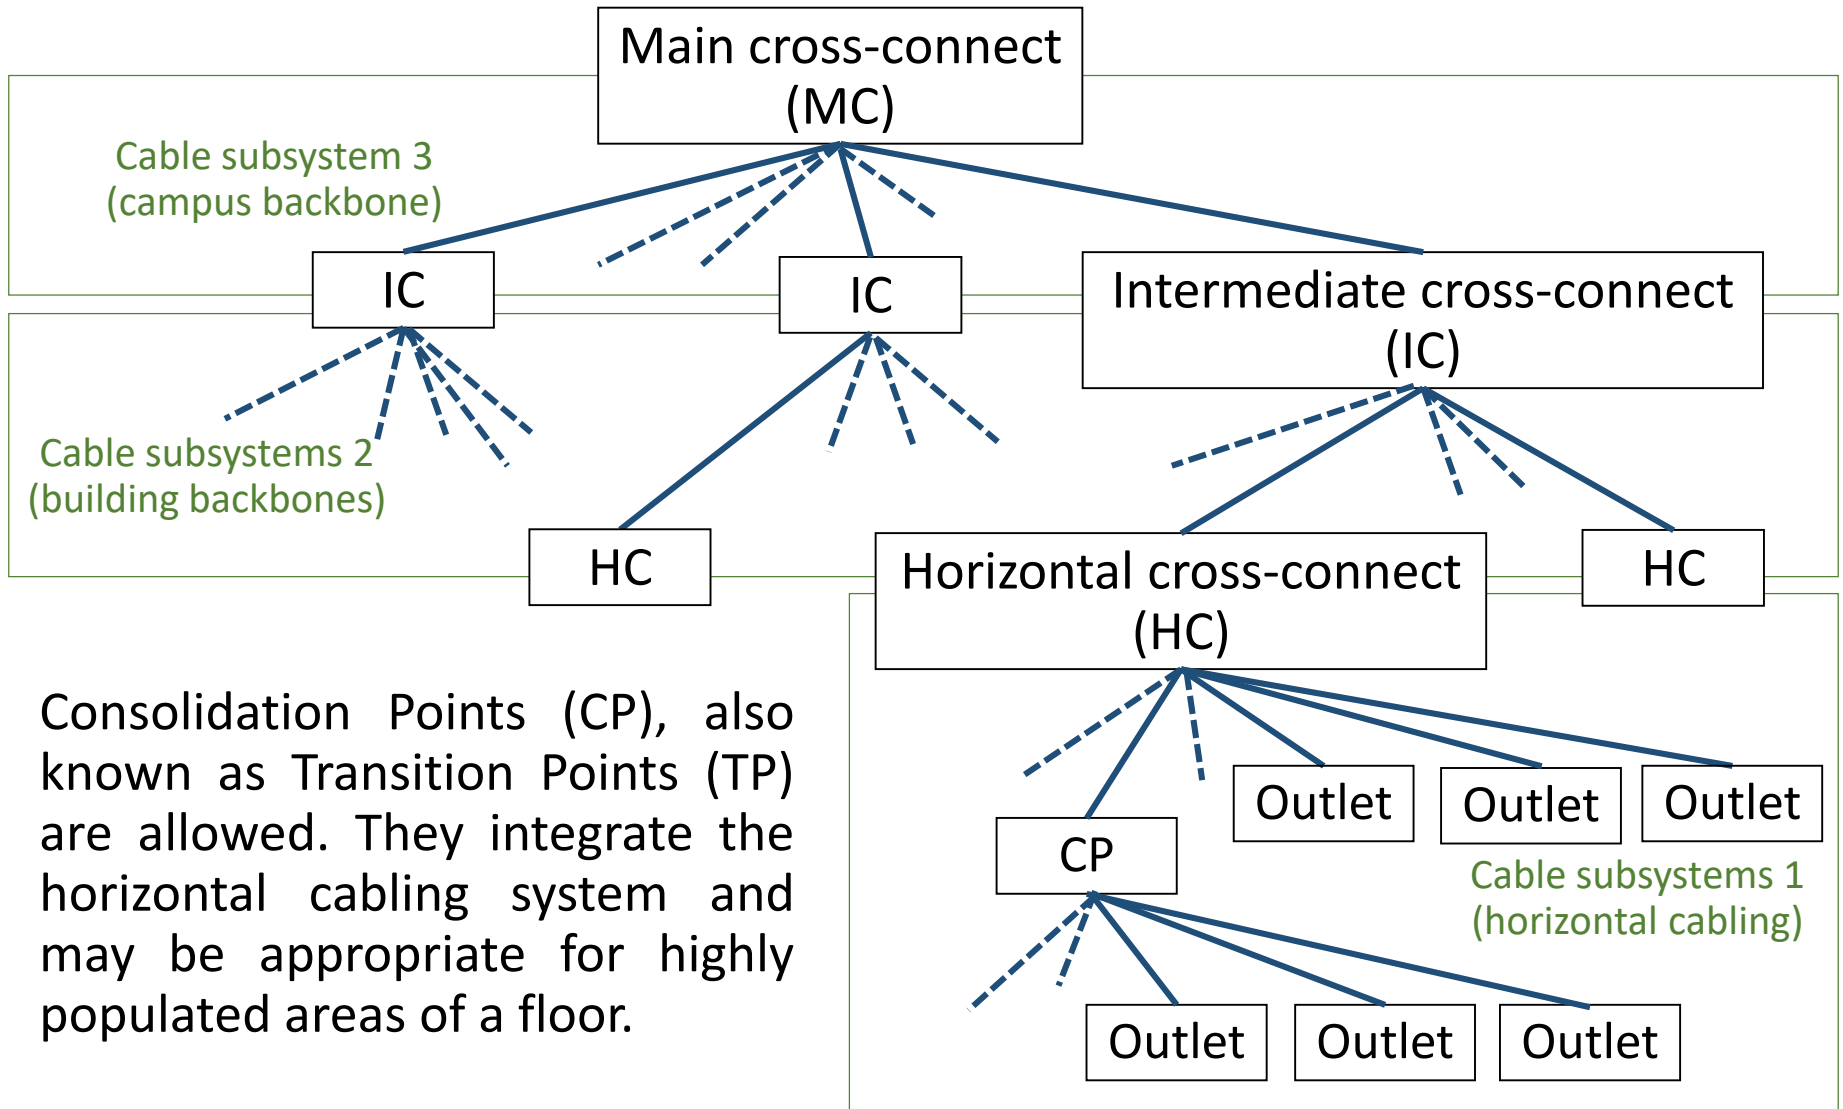 Main cross-connect
(MC)
Cable subsystem 3
(campus backbone)
IC
IC
Intermediate cross-connect
(IC)
Cable subsystems 2
(building backbones)
HC
Horizontal cross-connect
(HC)
HC
Consolidation Points (CP), also
known as Transition Points (TP)
are allowed. They integrate the
horizontal cabling system and
may be appropriate for highly
populated areas of a floor.
Outlet
Outlet
Outlet
CP
Cable subsystems 1
(horizontal cabling)
Outlet
Outlet
Outlet